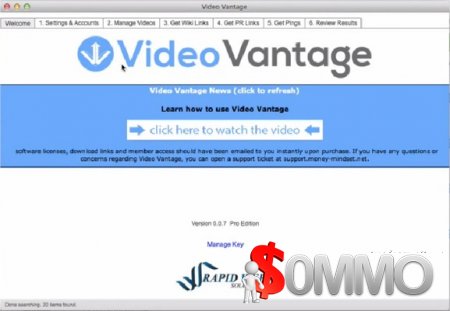 Video Vantage
Welcome
1. Settings & Accounts
2. Manage Videos
3. Get Wiki Links
4. Get PR Links
5. Get Pings
6. Review Results
Video Vantage
Video Vantage News (click to refresh)
Learn how to use Video Vantage
click here to watch the video
software licenses, download links and member access should have been emailed to you instantly upon purchase. If you have any questions or
concerns regarding Video Vantage, you can open a support ticket at support.money-mindset.net.
Version 0.0.7 Pro Edition
Manage Key
RAPID
$OMMO
Done searching. 20 items found.